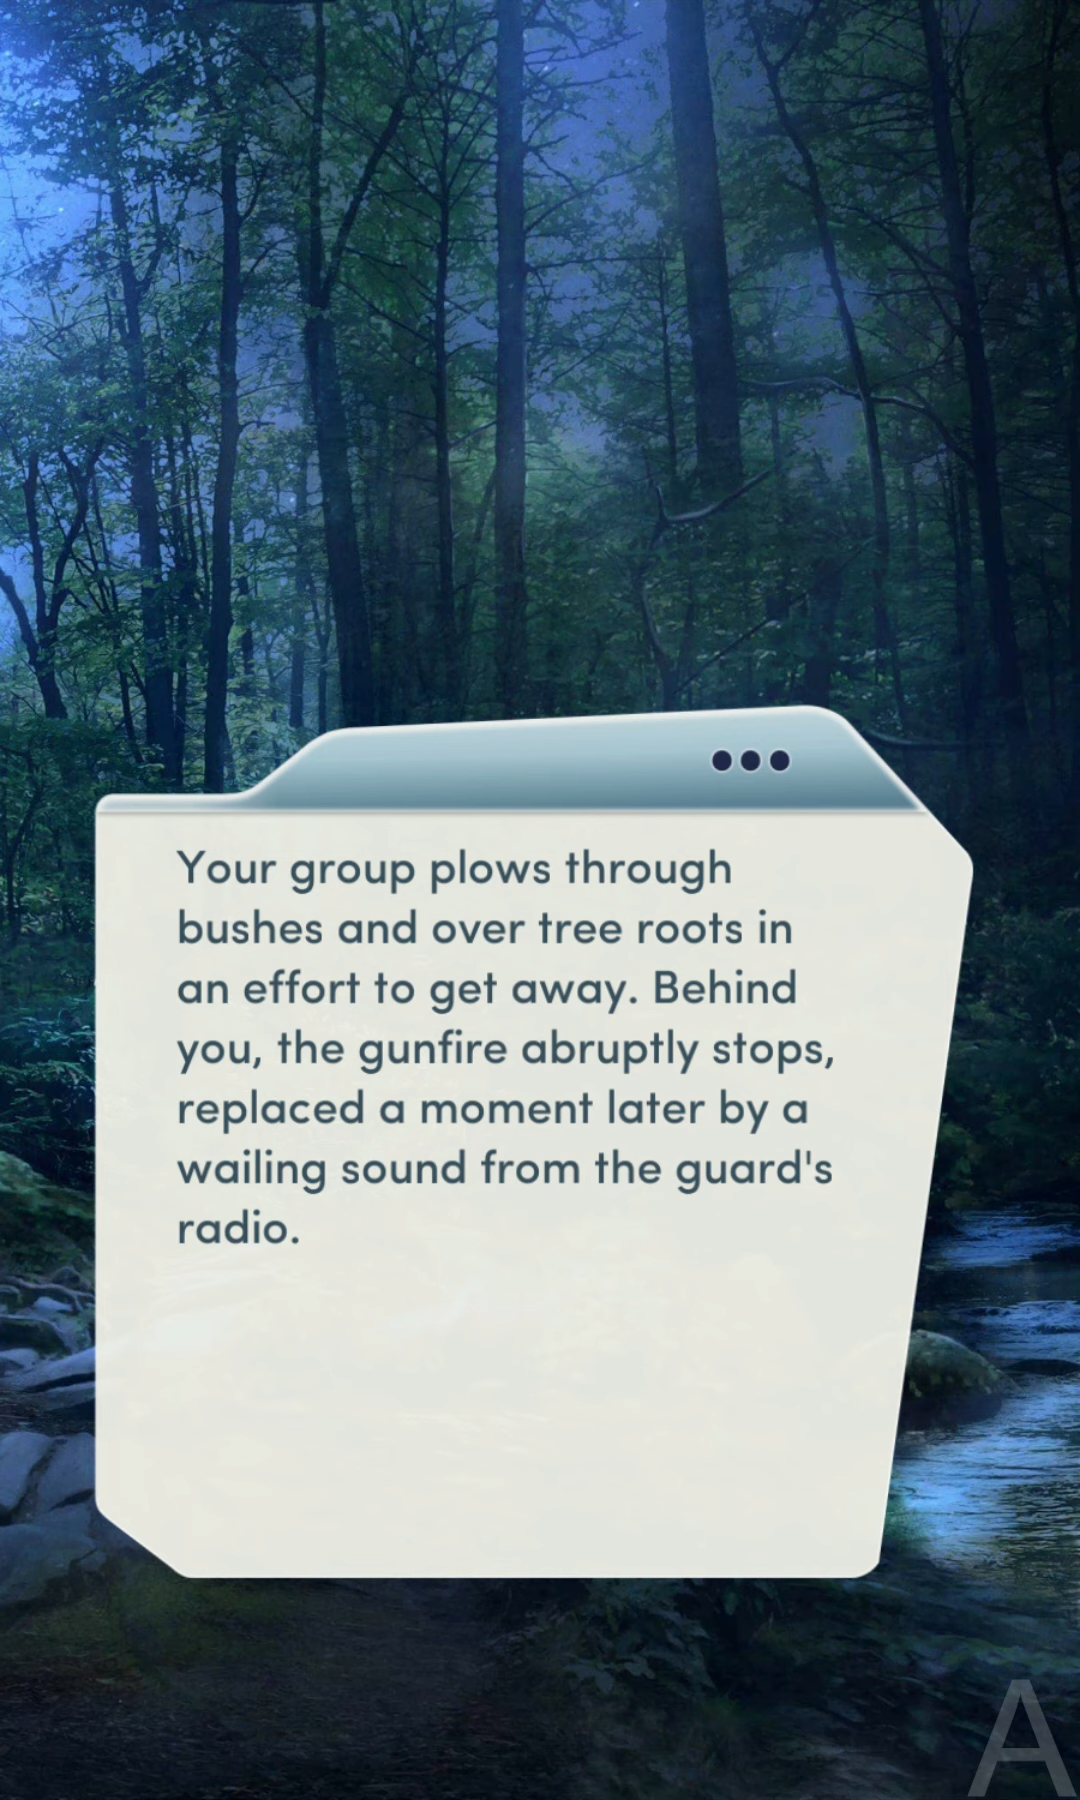 Your group plows through
bushes and over tree roots in
an effort to get away. Behind
you, the gunfire abruptly stops,
replaced a moment later by a
wailing sound from the guard's
radio.
A